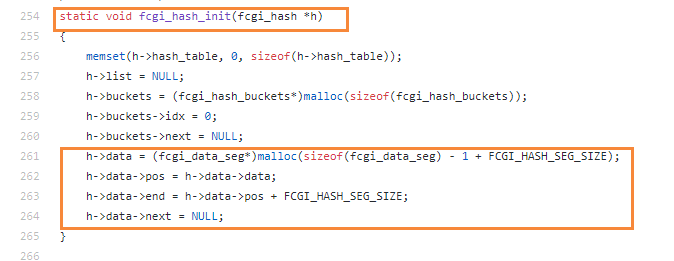 254 static void fcgi_hash_init(fcgi_hash *h)
255 {
256 memset(h->hash_table, 0, sizeof(h->hash_table));
257 h->list = NULL;
258 h->buckets = (fcgi_hash_buckets*)malloc(sizeof(fcgi_hash_buckets));
259 h->buckets->idx = 0;
260 h->buckets->next = NULL;
261 h->data = (fcgi_data_seg*)malloc(sizeof(fcgi_data_seg) - 1 + FCGI_HASH_SEG_SIZE);
262 h->data->pos = h->data->data;
263 h->data->end = h->data->pos + FCGI_HASH_SEG_SIZE;
264 h->data->next = NULL;
265 }
266